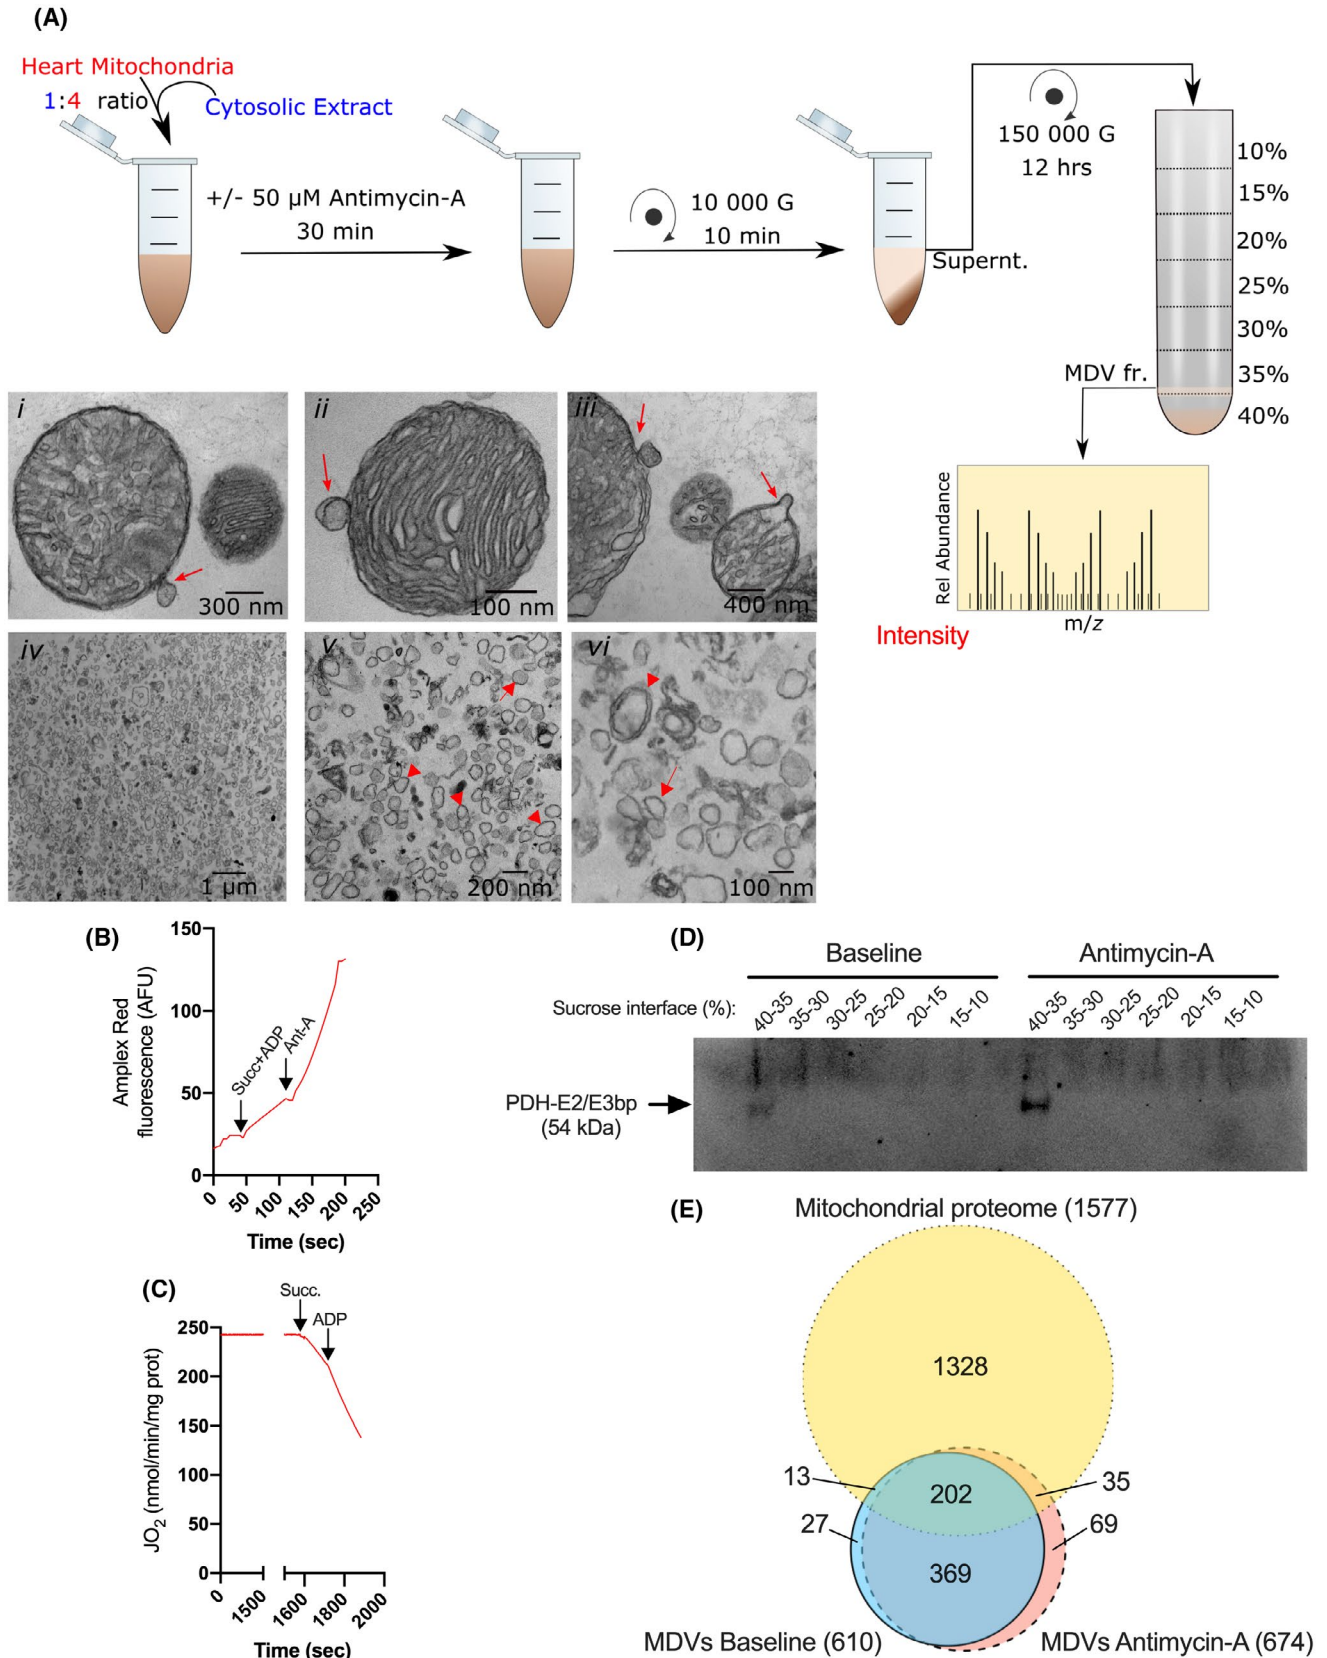 (A)
Heart Mitochondria
1:4 ratio
Cytosolic Extract
+/- 50 µM Antimycin-A
30 min
10 000 G
10 min
Supernt.
150 000 G
12 hrs
10%
15%
20%
25%
30%
35%
40%
MDV fr.
Rel Abundance
m/z
Intensity
i
300 nm
ii
100 nm
iii
400 nm
iv
1 µm
v
200 nm
vi
100 nm
(B)
Amplex Red
fluorescence (AFU)
150
100
50
0
Succ+ADP
Ant-A
0 50 100 150 200 250
Time (sec)
(C)
Succ.
ADP
JO2 (nmol/min/mg prot)
250
200
150
100
50
0
0 1500 1600 1800 2000
Time (sec)
(D)
Baseline
Antimycin-A
Sucrose interface (%):
40-35 35-30 30-25 25-20 20-15 15-10
40-35 35-30 30-25 25-20 20-15 15-10
PDH-E2/E3bp
(54 kDa)
(E)
Mitochondrial proteome (1577)
1328
13
202
35
27
69
369
MDVs Baseline (610)
MDVs Antimycin-A (674)